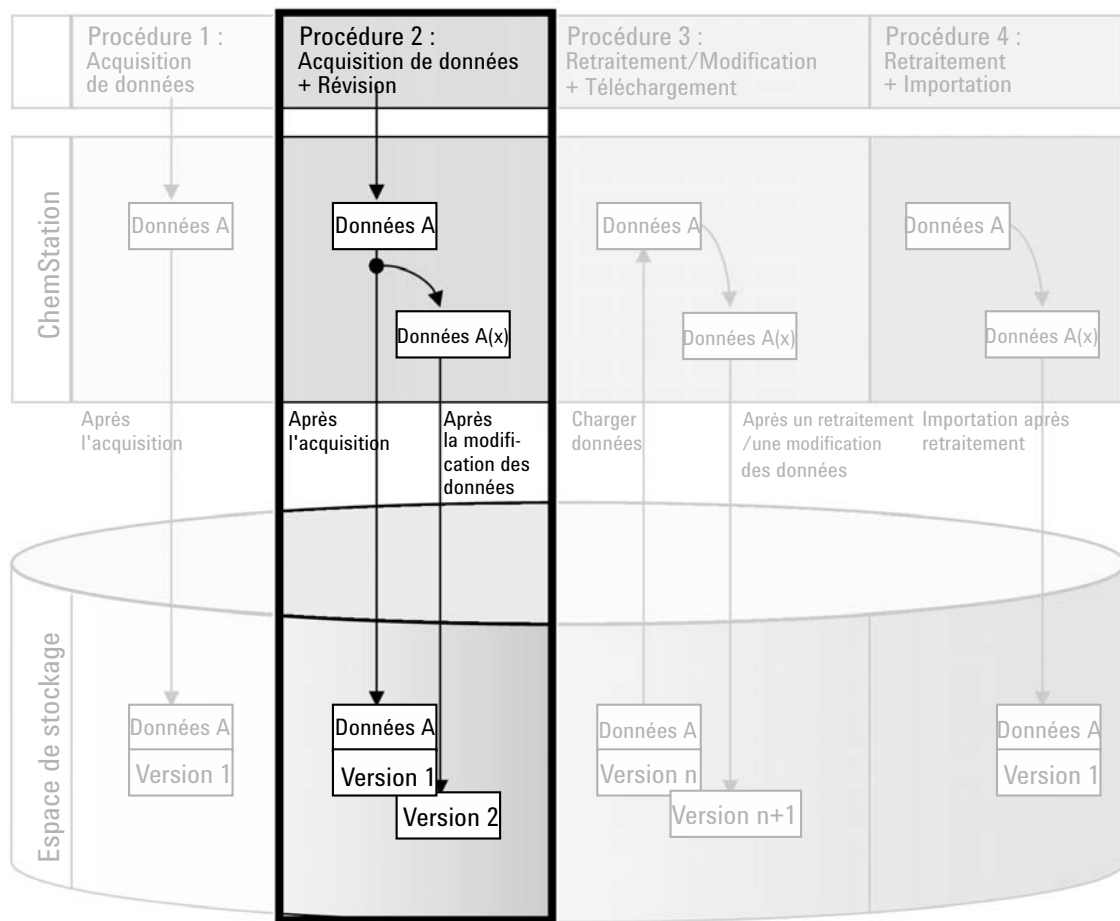 Procédure 1 :
Acquisition
de données
Procédure 2 :
Acquisition de données
+ Révision
Procédure 3 :
Retraitement/Modification
+ Téléchargement
Procédure 4 :
Retraitement
+ Importation
ChemStation
Données A
Données A
Données A(x)
Données A
Données A(x)
Données A
Données A(x)
Après
l'acquisition
Après
l'acquisition
Après
la modifi-
cation des
données
Charger
données
Après un retraitement
/une modification
des données
Importation après
retraitement
Espace de stockage
Données A
Version 1
Données A
Version 1
Version 2
Données A
Version n
Version n+1
Données A
Version 1